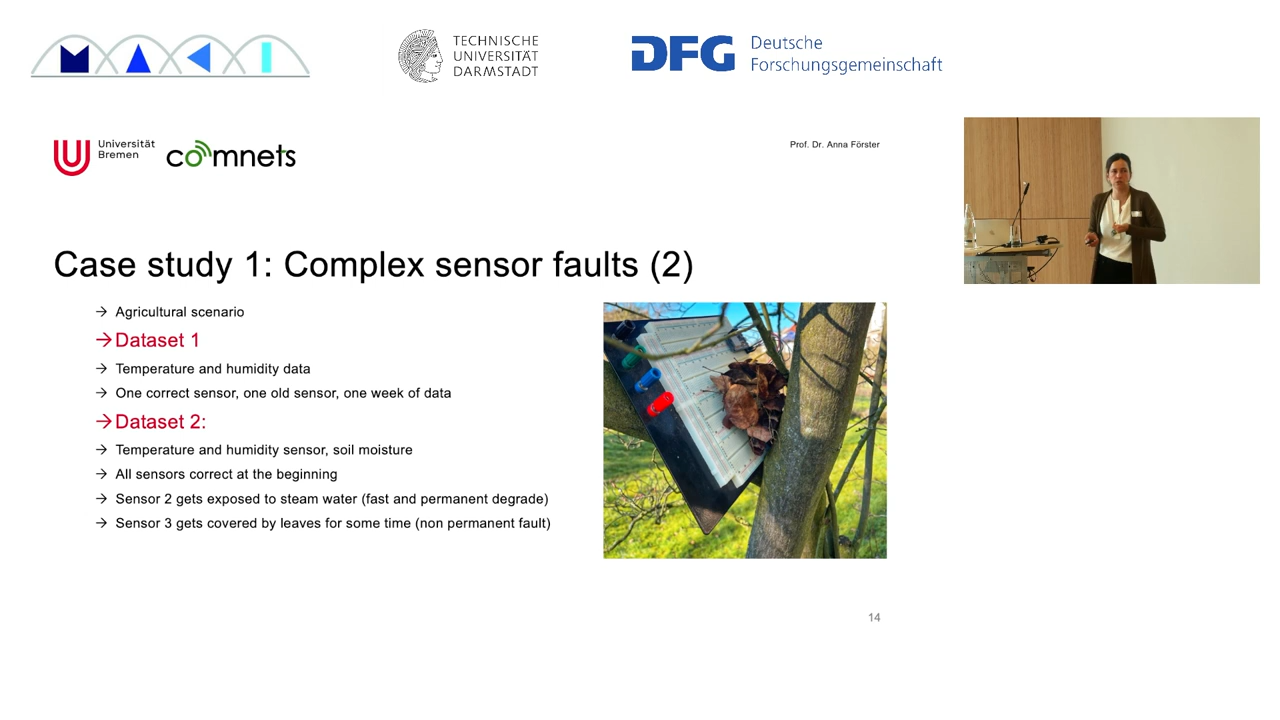 MAKI
TECHNISCHE
UNIVERSITÄT
DARMSTADT
DFG
Deutsche
Forschungsgemeinschaft
Universität
Bremen
comnets
Prof. Dr. Anna Förster
Case study 1: Complex sensor faults (2)
→ Agricultural scenario
→ Dataset 1
→ Temperature and humidity data
→ One correct sensor, one old sensor, one week of data
→ Dataset 2:
→ Temperature and humidity sensor, soil moisture
→ All sensors correct at the beginning
→ Sensor 2 gets exposed to steam water (fast and permanent degrade)
→ Sensor 3 gets covered by leaves for some time (non permanent fault)
14